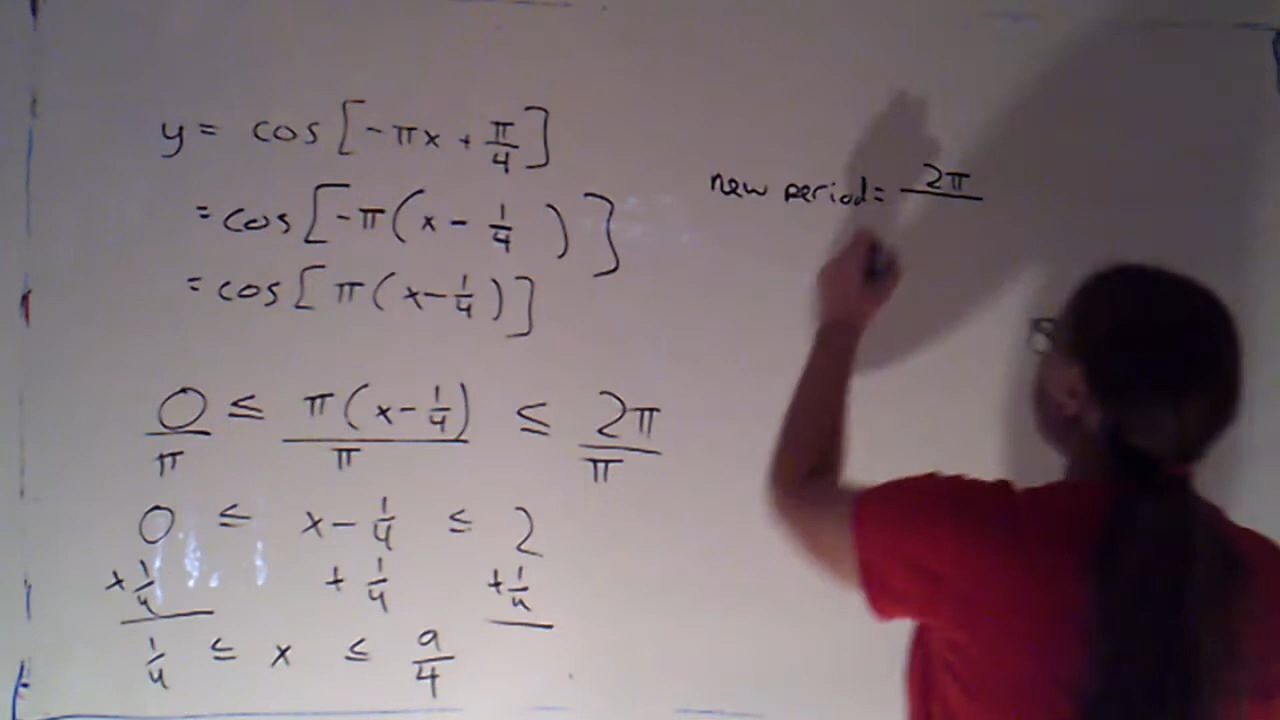 y = cos[-πx + π/4]
= cos[-π(x - 1/4 )]
= cos[π(x-1/4)]
0/π ≤ π(x-1/4)/π ≤ 2π/π
0 ≤ x - 1/4 ≤ 2
+1/4 + 1/4 +1/4
1/4 ≤ x ≤ 9/4
new period = 2π